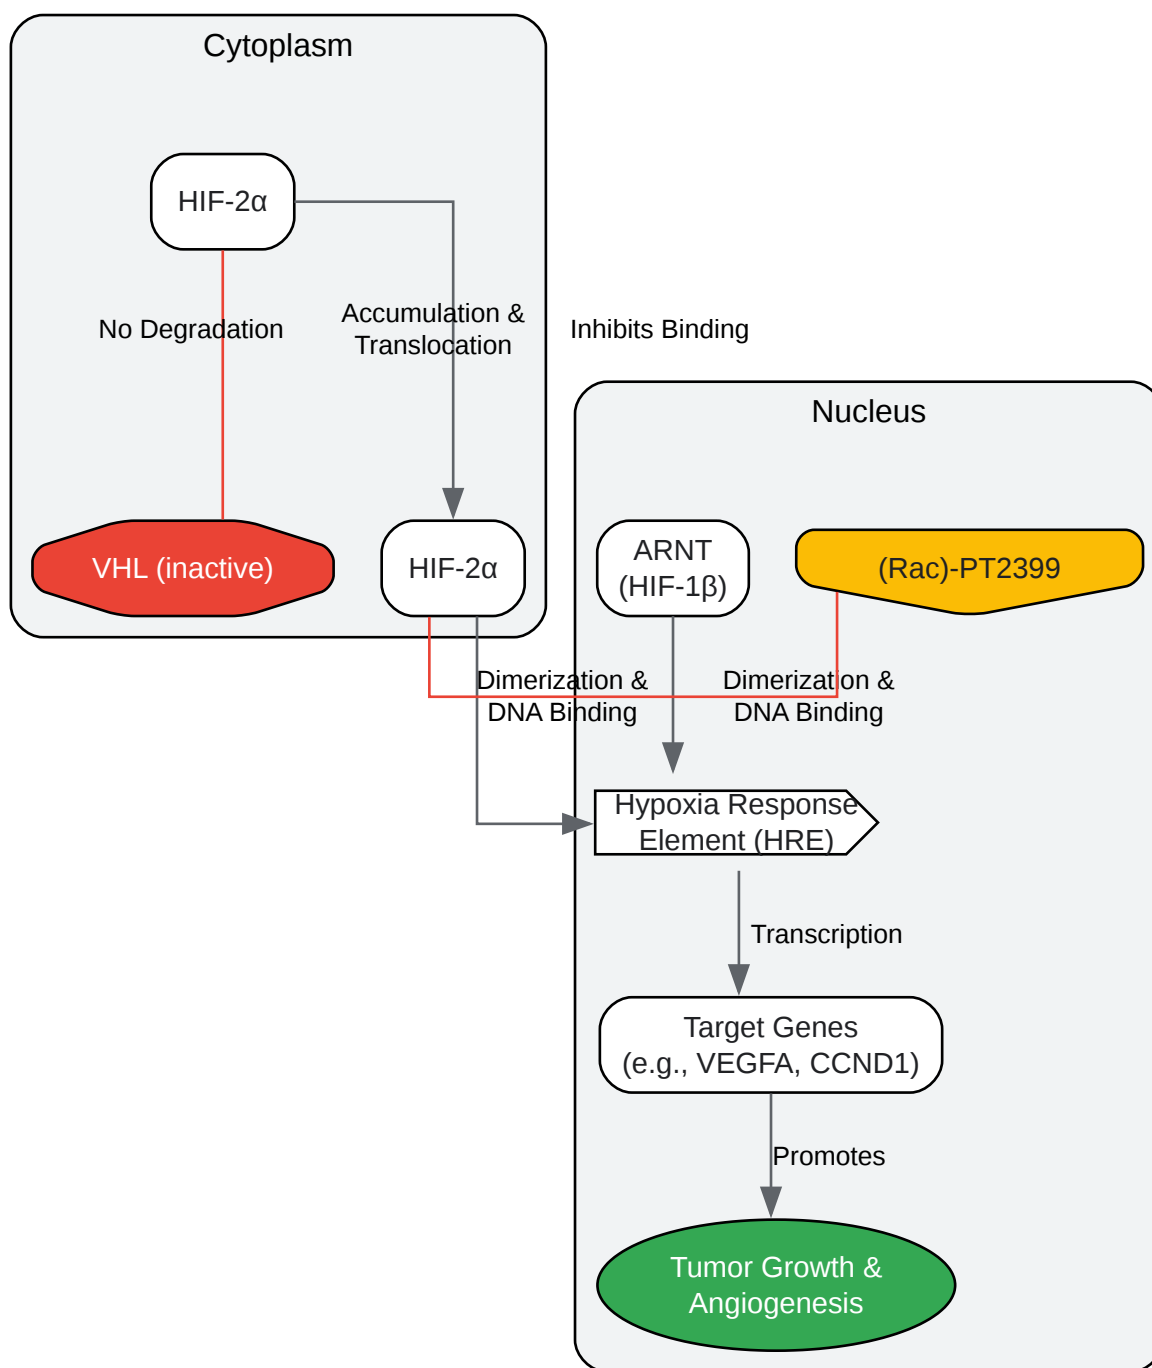 Cytoplasm
HIF-2α
No Degradation
Accumulation &
Translocation
Inhibits Binding
Nucleus
VHL (inactive)
HIF-2α
ARNT
(HIF-1β)
(Rac)-PT2399
Dimerization &
DNA Binding
Dimerization &
DNA Binding
Hypoxia Response
Element (HRE)
Transcription
Target Genes
(e.g., VEGFA, CCND1)
Promotes
Tumor Growth &
Angiogenesis